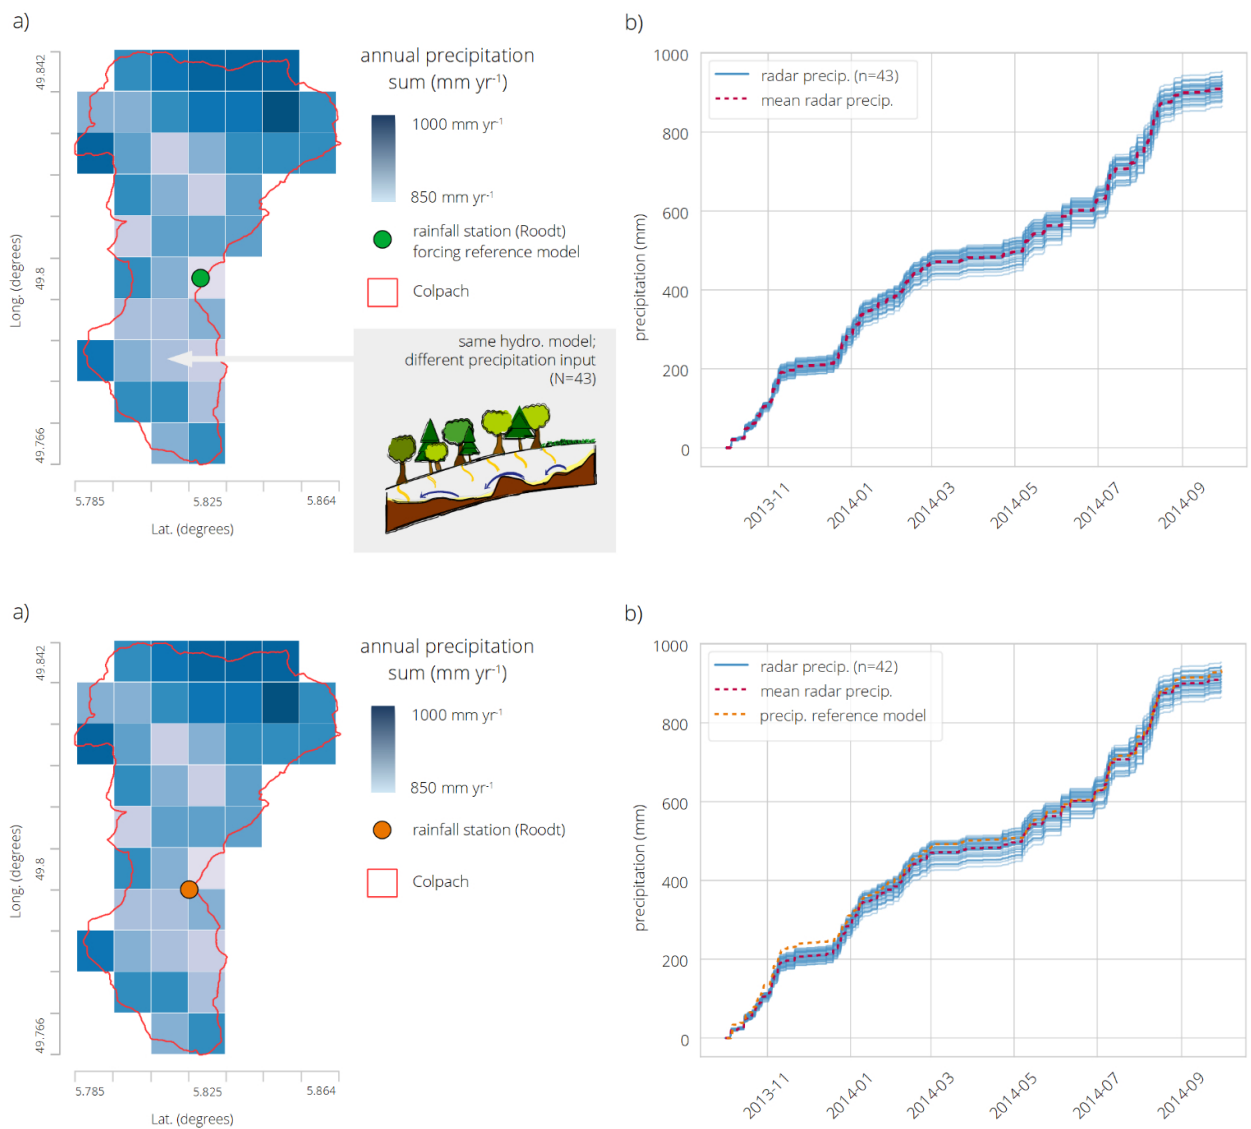 a)
49.842
49.8
49.766
Long. (degrees)
5.785
5.825
5.864
Lat. (degrees)
annual precipitation
sum (mm yr⁻¹)
1000 mm yr⁻¹
850 mm yr⁻¹
rainfall station (Roodt)
forcing reference model
Colpach
same hydro. model;
different precipitation input
(N=43)
b)
1000
800
600
400
200
0
precipitation (mm)
radar precip. (n=43)
mean radar precip.
2013-11
2014-01
2014-03
2014-05
2014-07
2014-09
a)
49.842
49.8
49.766
Long. (degrees)
5.785
5.825
5.864
Lat. (degrees)
annual precipitation
sum (mm yr⁻¹)
1000 mm yr⁻¹
850 mm yr⁻¹
rainfall station (Roodt)
Colpach
b)
1000
800
600
400
200
0
precipitation (mm)
radar precip. (n=42)
mean radar precip.
precip. reference model
2013-11
2014-01
2014-03
2014-05
2014-07
2014-09